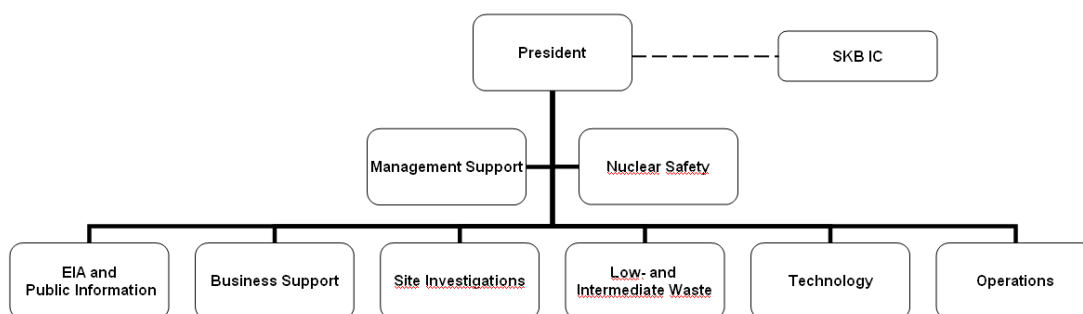 President
SKB IC
Management Support
Nuclear Safety
EIA and
Public Information
Business Support
Site Investigations
Low- and
Intermediate Waste
Technology
Operations